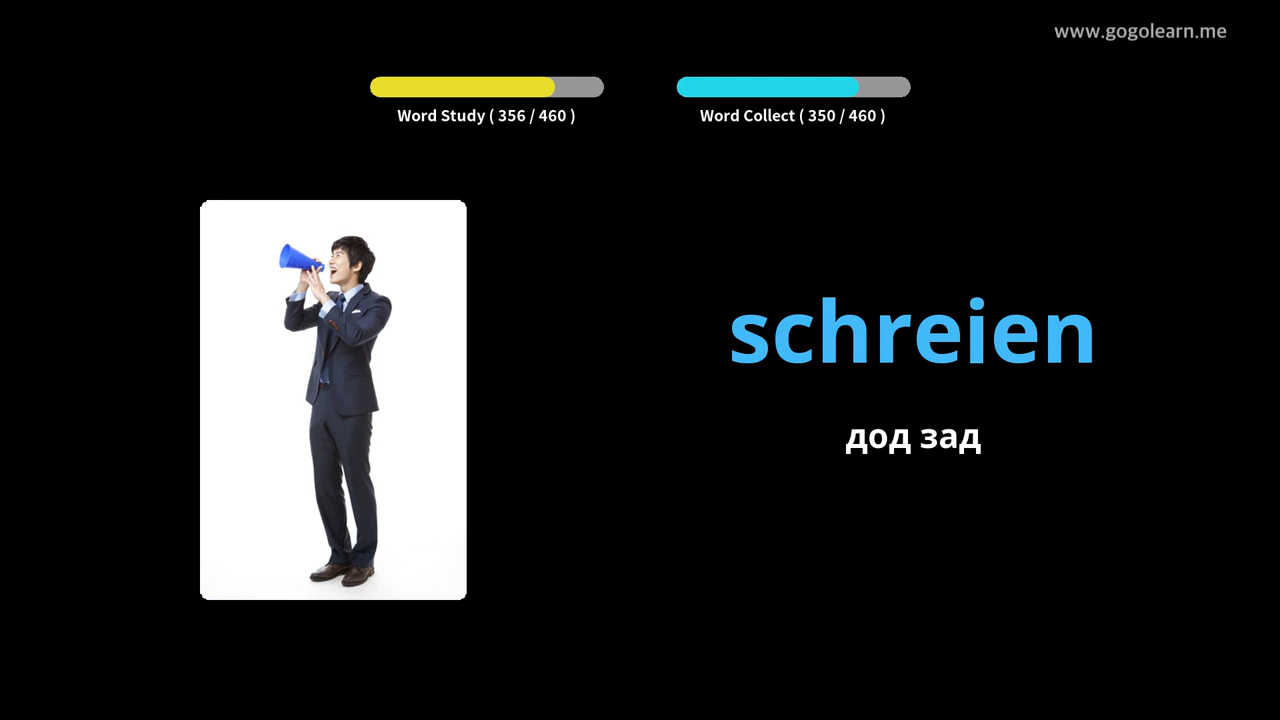 www.gogolearn.me
Word Study ( 356 / 460 )
Word Collect ( 350 / 460 )
schreien
дод зад